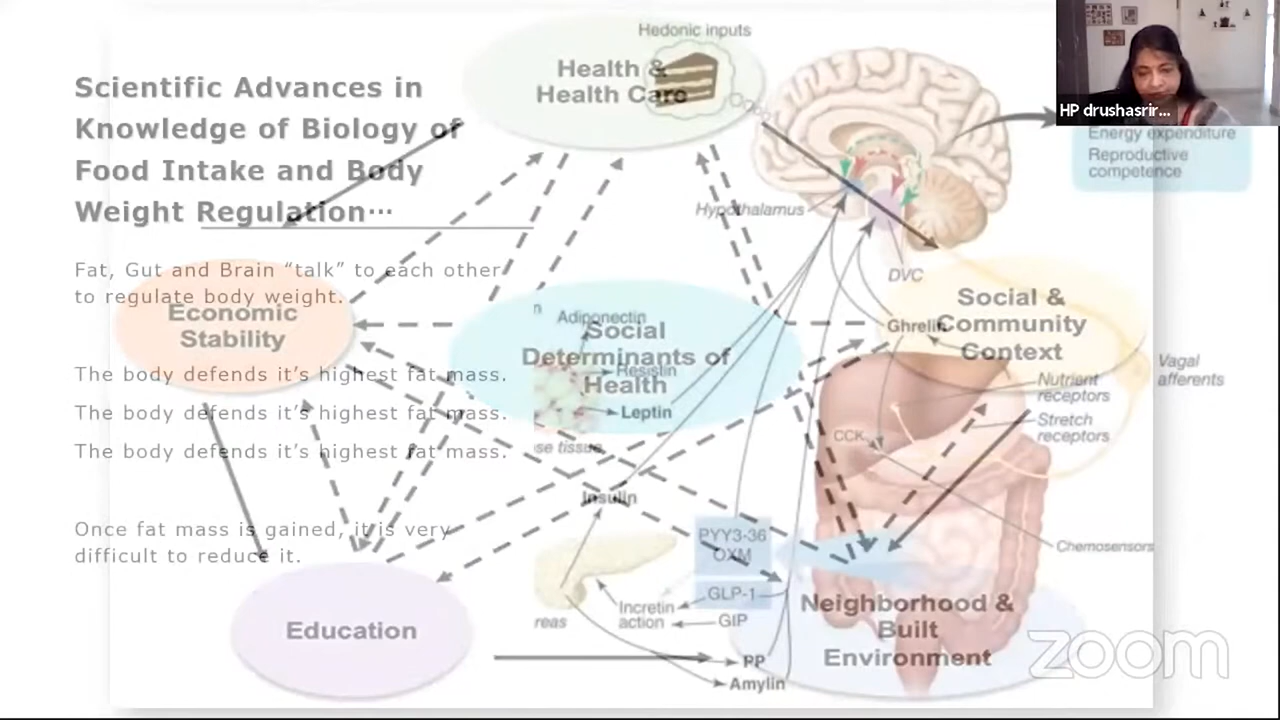 Scientific Advances in
Knowledge of Biology of
Food Intake and Body
Weight Regulation…
Fat, Gut and Brain “talk” to each other
to regulate body weight.
The body defends it’s highest fat mass.
The body defends it’s highest fat mass.
The body defends it’s highest fat mass.
Once fat mass is gained, it is very
difficult to reduce it.
Hedonic inputs
Health &
Health Care
HP drushasrir...
Energy expenditure
Reproductive
competence
Hypothalamus
DVC
Economic
Stability
Adiponectin
Social
Determinants of
Health
Resistin
Leptin
Ghrelin
Social &
Community
Context
Vagal
afferents
Nutrient
receptors
Stretch
receptors
CCK
Insulin
PYY3-36
OXM
GLP-1
Incretin
action
GIP
PP
Amylin
Chemosensors
Education
Neighborhood &
Built
Environment
zoom